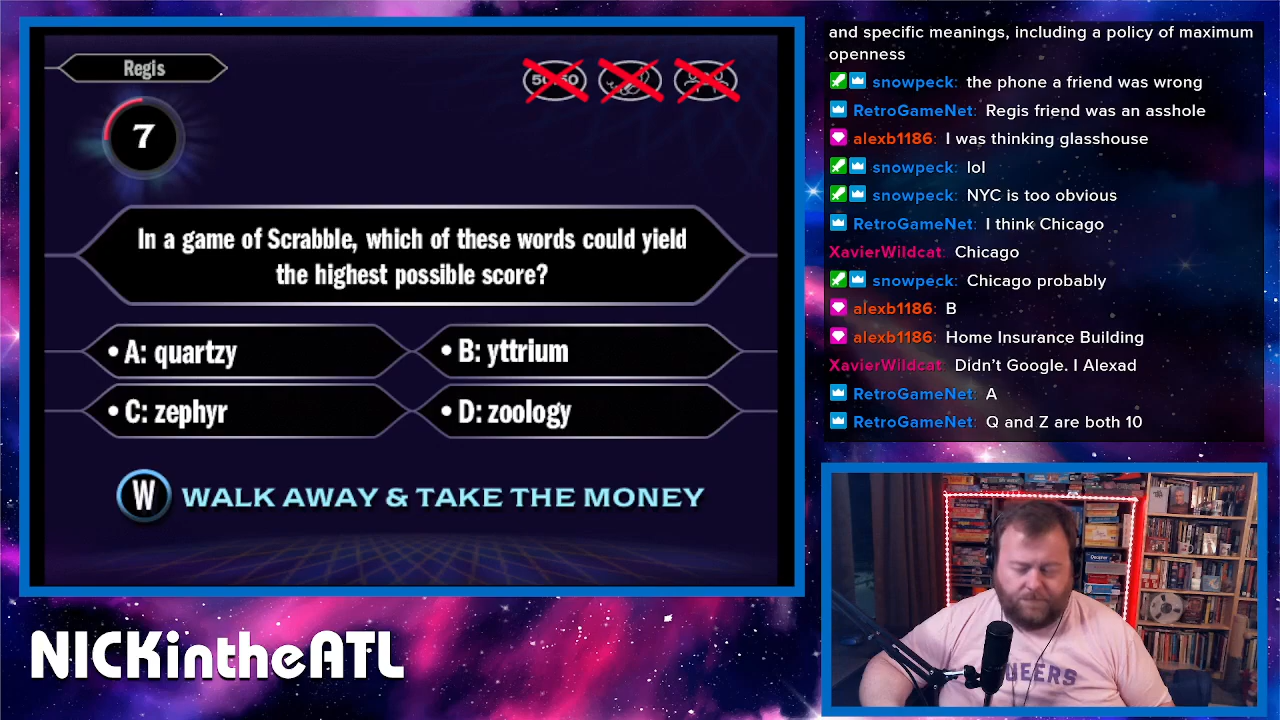 Regis
50:50
7
In a game of Scrabble, which of these words could yield
the highest possible score?
• A: quartzy
• B: yttrium
• C: zephyr
• D: zoology
W WALK AWAY & TAKE THE MONEY
NICKintheATL
and specific meanings, including a policy of maximum
openness
snowpeck: the phone a friend was wrong
RetroGameNet: Regis friend was an asshole
alexb1186: I was thinking glasshouse
snowpeck: lol
snowpeck: NYC is too obvious
RetroGameNet: I think Chicago
XavierWildcat: Chicago
snowpeck: Chicago probably
alexb1186: B
alexb1186: Home Insurance Building
XavierWildcat: Didn't Google. I Alexad
RetroGameNet: A
RetroGameNet: Q and Z are both 10